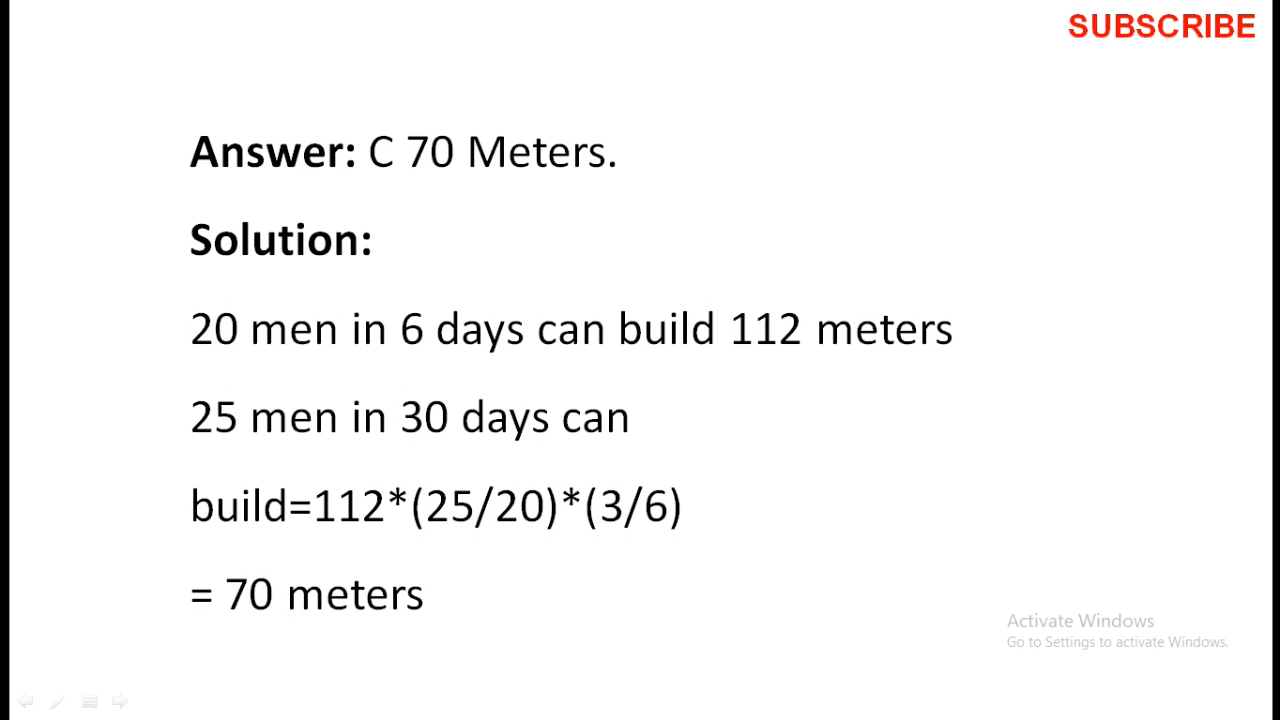 SUBSCRIBE
Answer: C 70 Meters.
Solution:
20 men in 6 days can build 112 meters
25 men in 30 days can
build=112*(25/20)*(3/6)
= 70 meters
Activate Windows
Go to Settings to activate Windows.